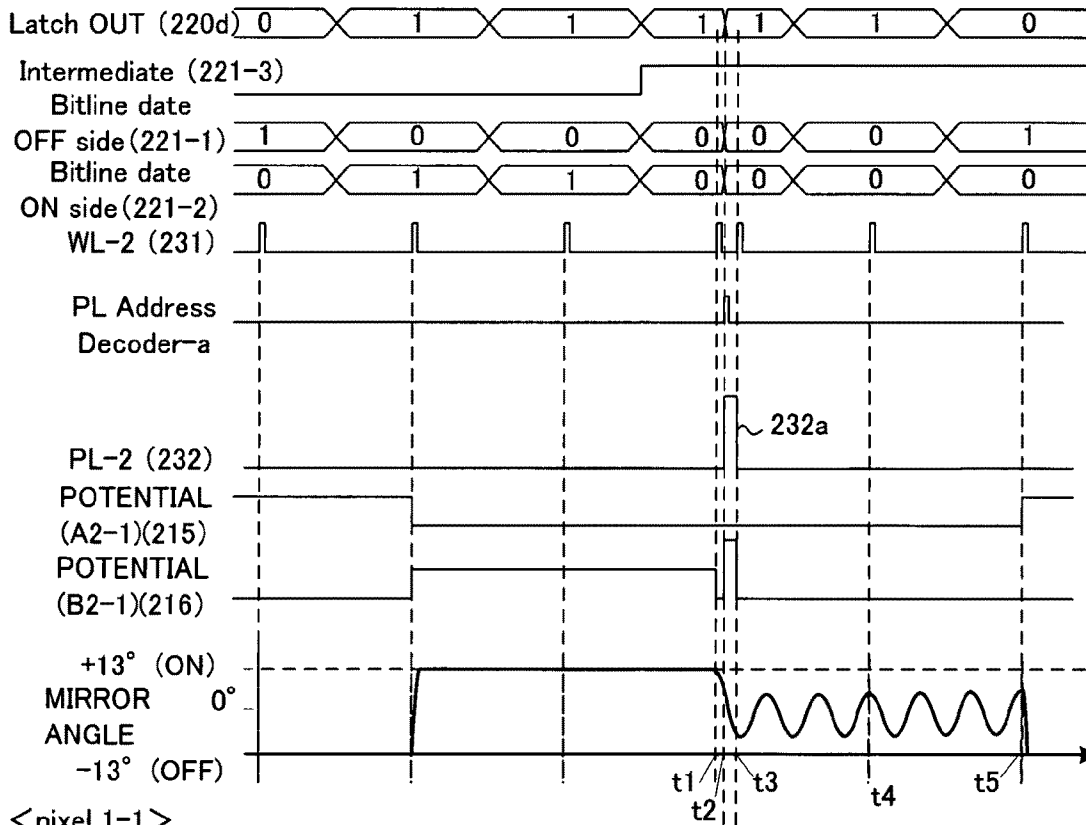 Latch OUT (220d) 0 1 1 1 1 1 0
Intermediate (221-3)
Bitline date
OFF side(221-1) 1 0 0 0 0 0 1
Bitline date
ON side(221-2) 0 1 1 0 0 0 0
WL-2 (231)
PL Address
Decoder-a
232a
PL-2 (232)
POTENTIAL
(A2-1)(215)
POTENTIAL
(B2-1)(216)
+13° (ON)
MIRROR 0°
ANGLE
-13° (OFF)
t1 t2 t3 t4 t5
<pixel 1-1>